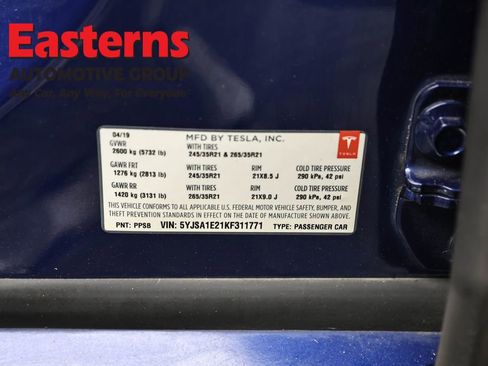 Easterns
AUTOMOTIVE GROUP
Any Car, Any Way, For Everyone
04/19 MFD BY TESLA, INC.
GVWR WITH TIRES
2600 kg (5732 lb) 245/35R21 & 265/35R21
TESLA
GAWR FRT WITH TIRES RIM COLD TIRE PRESSURE
1276 kg (2813 lb) 245/35R21 21X8.5 J 290 kPa, 42 psi
GAWR RR WITH TIRES RIM COLD TIRE PRESSURE
1420 kg (3131 lb) 265/35R21 21X9.0 J 290 kPa, 42 psi
THIS VEHICLE CONFORMS TO ALL APPLICABLE U.S. FEDERAL MOTOR VEHICLE SAFETY, BUMPER, AND
THEFT PREVENTION STANDARDS IN EFFECT ON THE DATE OF MANUFACTURE SHOWN ABOVE.
PNT: PPSB VIN: 5YJSA1E21KF311771 TYPE: PASSENGER CAR